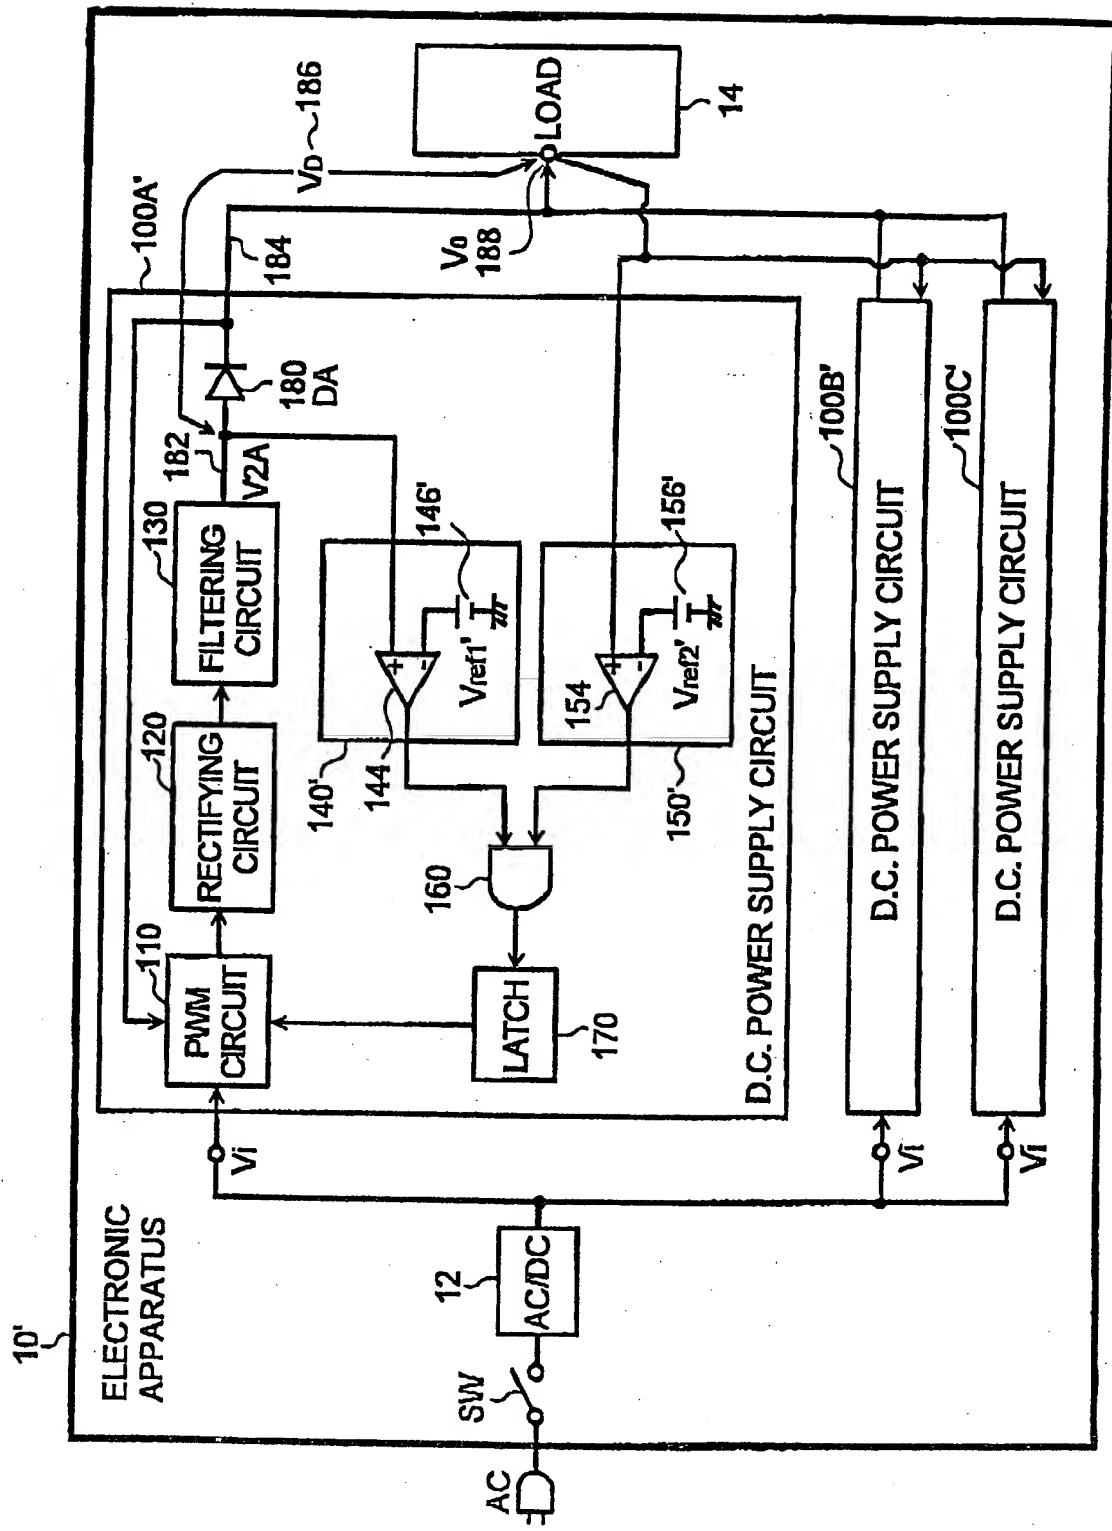 10'
ELECTRONIC
APPARATUS
AC
SW
12
AC/DC
Vi
Vi
Vi
100A'
110
PWM
CIRCUIT
120
RECTIFYING
CIRCUIT
130
FILTERING
CIRCUIT
182
V2A
180
DA
184
VD
186
V0
188
LOAD
14
140'
144
+
-
Vref1'
146'
150'
154
+
-
Vref2'
156'
160
LATCH
170
D.C. POWER SUPPLY CIRCUIT
100B'
D.C. POWER SUPPLY CIRCUIT
100C'
D.C. POWER SUPPLY CIRCUIT